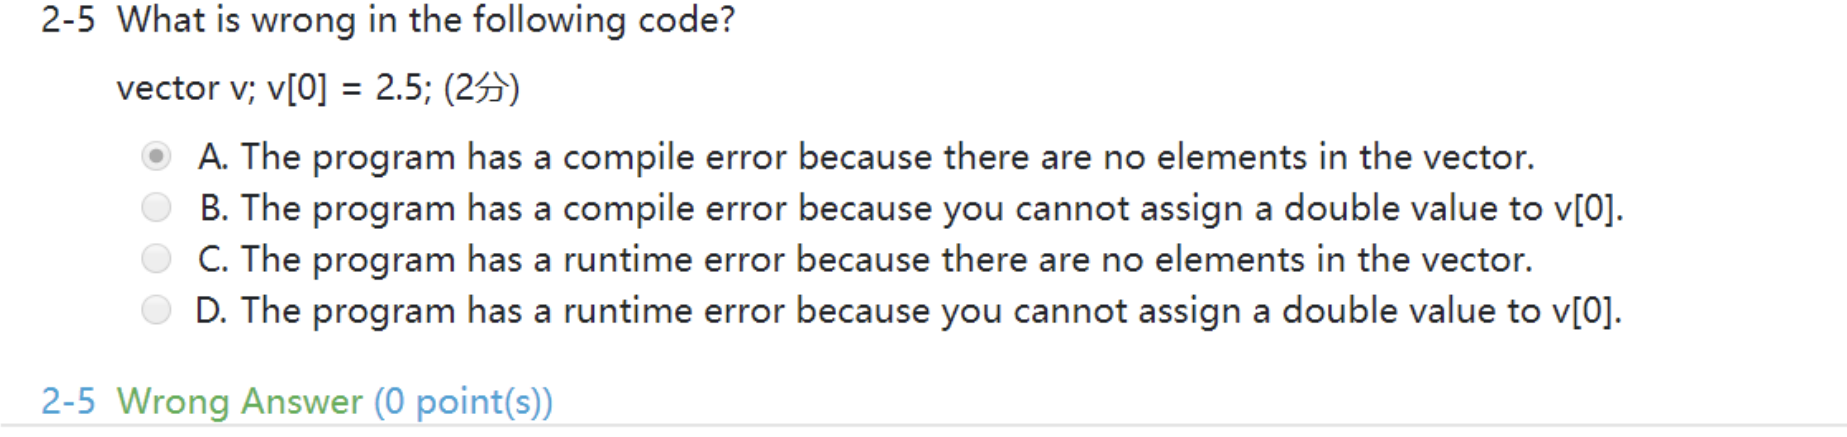 2-5 What is wrong in the following code?
vector v; v[0] = 2.5; (2分)
A. The program has a compile error because there are no elements in the vector.
B. The program has a compile error because you cannot assign a double value to v[0].
C. The program has a runtime error because there are no elements in the vector.
D. The program has a runtime error because you cannot assign a double value to v[0].
2-5 Wrong Answer (0 point(s))